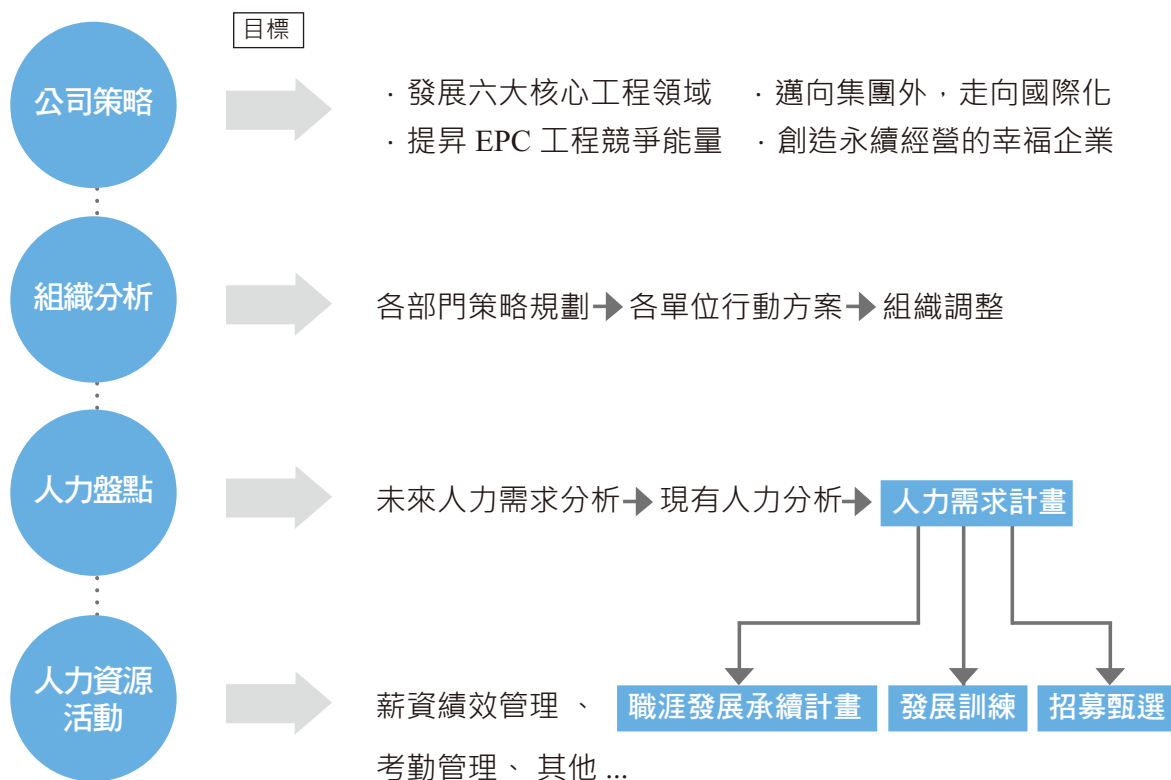 目標
公司策略
· 發展六大核心工程領域
· 邁向集團外，走向國際化
· 提昇 EPC 工程競爭能量
· 創造永續經營的幸福企業
組織分析
各部門策略規劃
各單位行動方案
組織調整
人力盤點
未來人力需求分析
現有人力分析
人力需求計畫
人力資源
活動
薪資績效管理 、
職涯發展承續計畫
發展訓練
招募甄選
考勤管理、 其他 ...